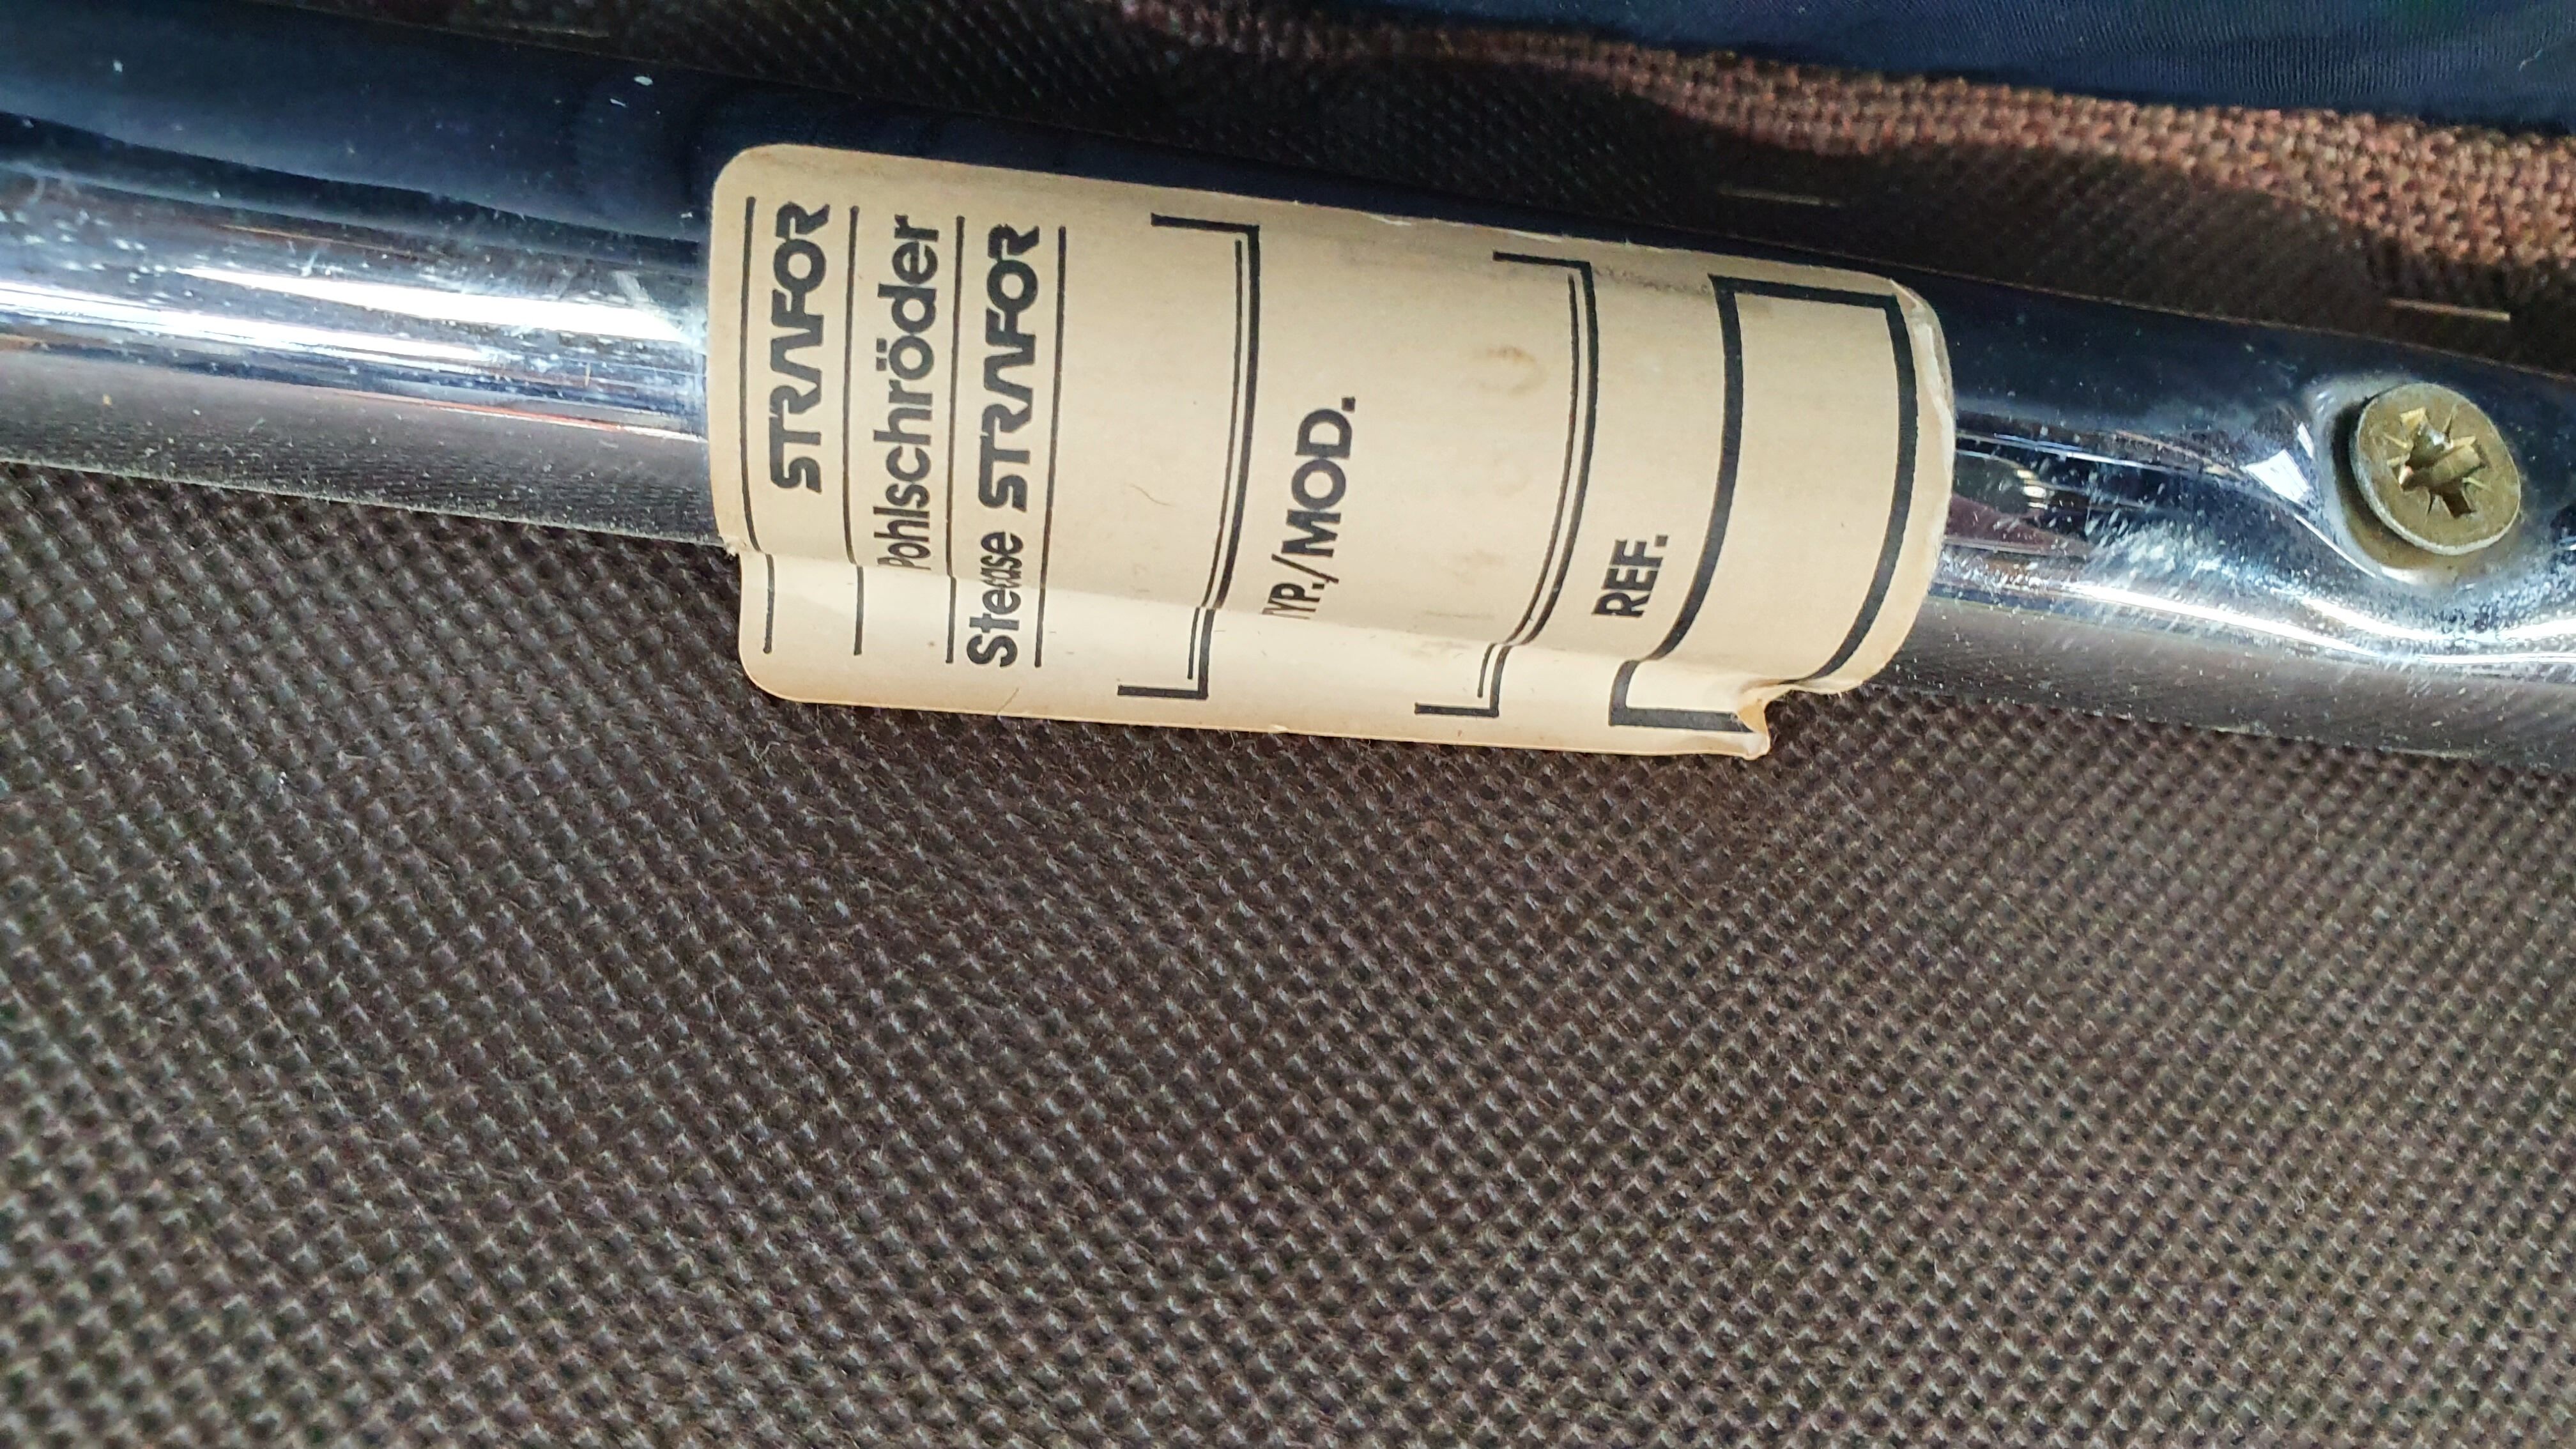 STRAFOR
Pohlschröder
Steelcase STRAFOR
TYP./MOD.
REF.